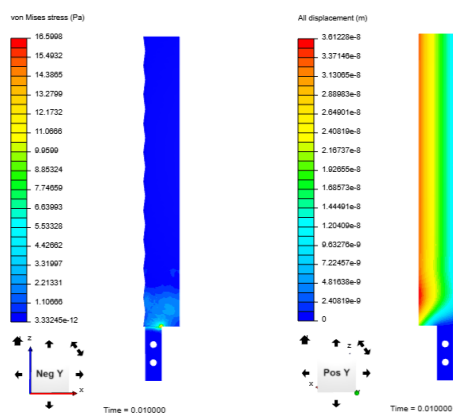 von Mises stress (Pa)
16.5998
15.4932
14.3865
13.2799
12.1732
11.0666
9.9599
8.85324
7.74659
6.63993
5.53328
4.42662
3.31997
2.21331
1.10666
3.33245e-12
z
Neg Y
x
Time = 0.010000
All displacement (m)
3.61228e-8
3.37146e-8
3.13065e-8
2.88983e-8
2.64901e-8
2.40819e-8
2.16737e-8
1.92655e-8
1.68573e-8
1.44491e-8
1.20409e-8
9.63276e-9
7.22457e-9
4.81638e-9
2.40819e-9
0
z
x
Pos Y
Time = 0.010000